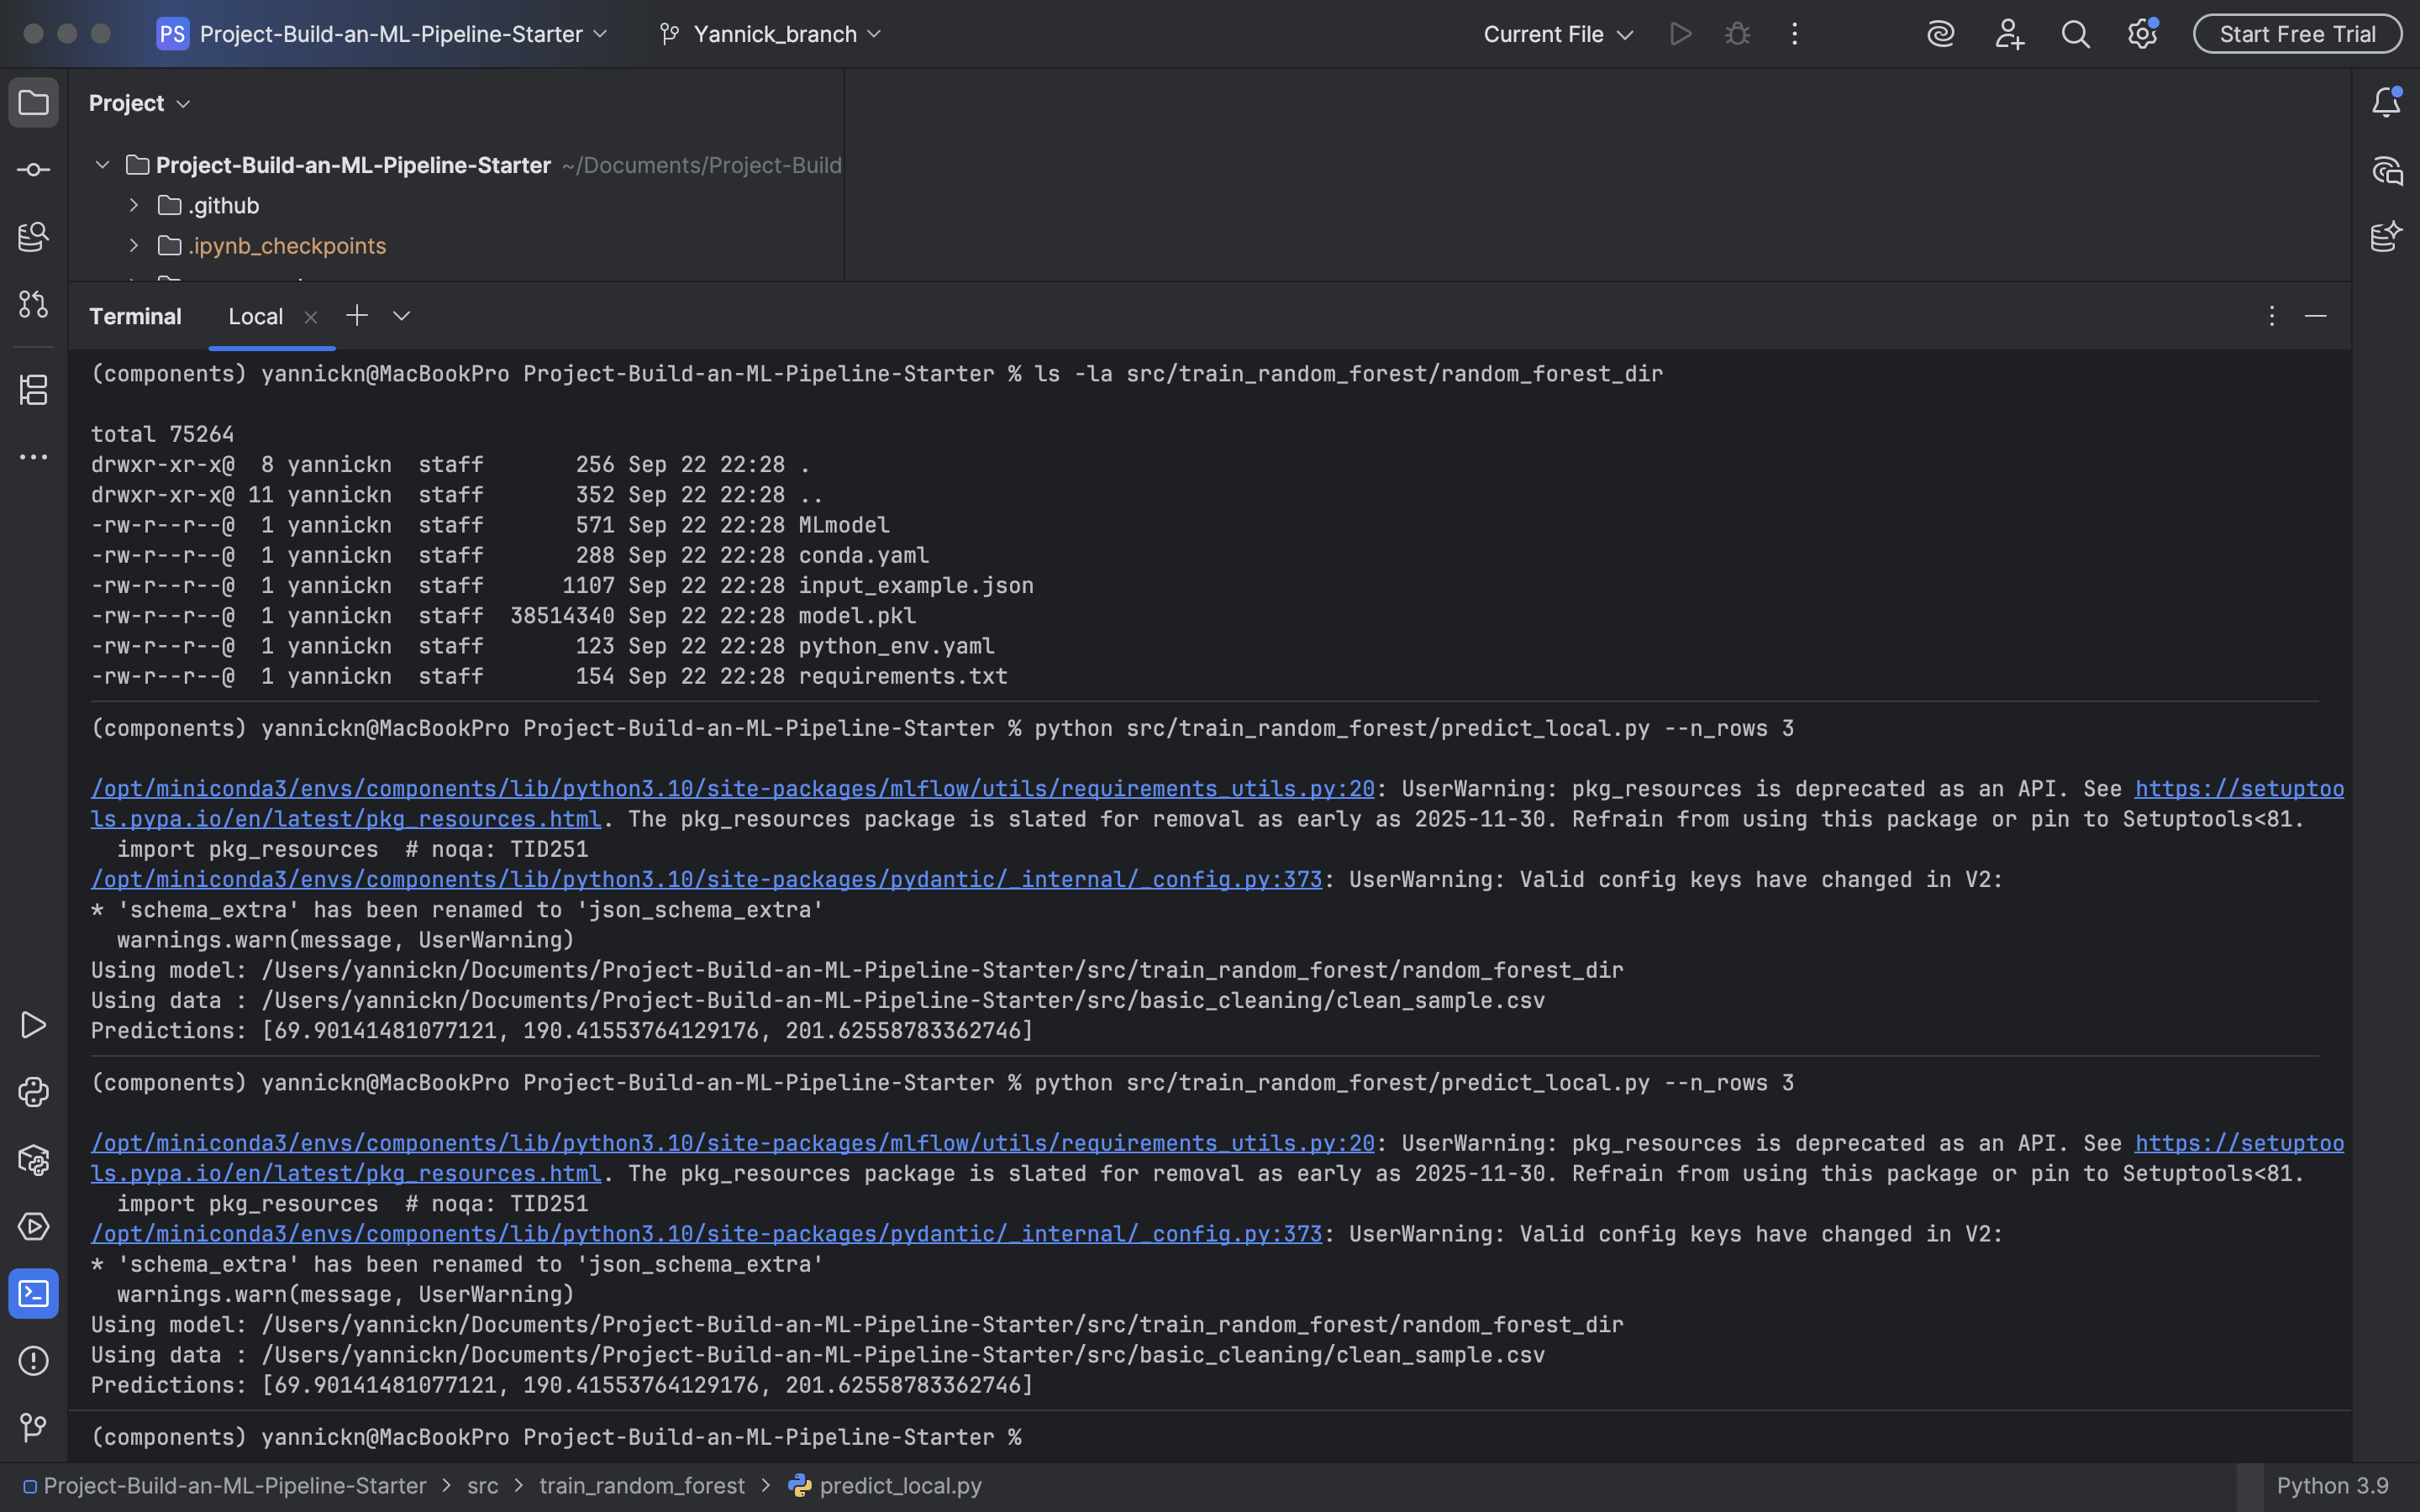 PS Project-Build-an-ML-Pipeline-Starter Yannick_branch Current File Start Free Trial
Project
Project-Build-an-ML-Pipeline-Starter ~/Documents/Project-Build
.github
.ipynb_checkpoints
Terminal Local
(components) yannickn@MacBookPro Project-Build-an-ML-Pipeline-Starter % ls -la src/train_random_forest/random_forest_dir
total 75264
drwxr-xr-x@  8 yannickn  staff       256 Sep 22 22:28 .
drwxr-xr-x@ 11 yannickn  staff       352 Sep 22 22:28 ..
-rw-r--r--@  1 yannickn  staff       571 Sep 22 22:28 MLmodel
-rw-r--r--@  1 yannickn  staff       288 Sep 22 22:28 conda.yaml
-rw-r--r--@  1 yannickn  staff      1107 Sep 22 22:28 input_example.json
-rw-r--r--@  1 yannickn  staff  38514340 Sep 22 22:28 model.pkl
-rw-r--r--@  1 yannickn  staff       123 Sep 22 22:28 python_env.yaml
-rw-r--r--@  1 yannickn  staff       154 Sep 22 22:28 requirements.txt
(components) yannickn@MacBookPro Project-Build-an-ML-Pipeline-Starter % python src/train_random_forest/predict_local.py --n_rows 3
/opt/miniconda3/envs/components/lib/python3.10/site-packages/mlflow/utils/requirements_utils.py:20: UserWarning: pkg_resources is deprecated as an API. See https://setuptoo
ls.pypa.io/en/latest/pkg_resources.html. The pkg_resources package is slated for removal as early as 2025-11-30. Refrain from using this package or pin to Setuptools<81.
  import pkg_resources  # noqa: TID251
/opt/miniconda3/envs/components/lib/python3.10/site-packages/pydantic/_internal/_config.py:373: UserWarning: Valid config keys have changed in V2:
* 'schema_extra' has been renamed to 'json_schema_extra'
  warnings.warn(message, UserWarning)
Using model: /Users/yannickn/Documents/Project-Build-an-ML-Pipeline-Starter/src/train_random_forest/random_forest_dir
Using data : /Users/yannickn/Documents/Project-Build-an-ML-Pipeline-Starter/src/basic_cleaning/clean_sample.csv
Predictions: [69.90141481077121, 190.41553764129176, 201.62558783362746]
(components) yannickn@MacBookPro Project-Build-an-ML-Pipeline-Starter % python src/train_random_forest/predict_local.py --n_rows 3
/opt/miniconda3/envs/components/lib/python3.10/site-packages/mlflow/utils/requirements_utils.py:20: UserWarning: pkg_resources is deprecated as an API. See https://setuptoo
ls.pypa.io/en/latest/pkg_resources.html. The pkg_resources package is slated for removal as early as 2025-11-30. Refrain from using this package or pin to Setuptools<81.
  import pkg_resources  # noqa: TID251
/opt/miniconda3/envs/components/lib/python3.10/site-packages/pydantic/_internal/_config.py:373: UserWarning: Valid config keys have changed in V2:
* 'schema_extra' has been renamed to 'json_schema_extra'
  warnings.warn(message, UserWarning)
Using model: /Users/yannickn/Documents/Project-Build-an-ML-Pipeline-Starter/src/train_random_forest/random_forest_dir
Using data : /Users/yannickn/Documents/Project-Build-an-ML-Pipeline-Starter/src/basic_cleaning/clean_sample.csv
Predictions: [69.90141481077121, 190.41553764129176, 201.62558783362746]
(components) yannickn@MacBookPro Project-Build-an-ML-Pipeline-Starter %
Project-Build-an-ML-Pipeline-Starter > src > train_random_forest > predict_local.py Python 3.9